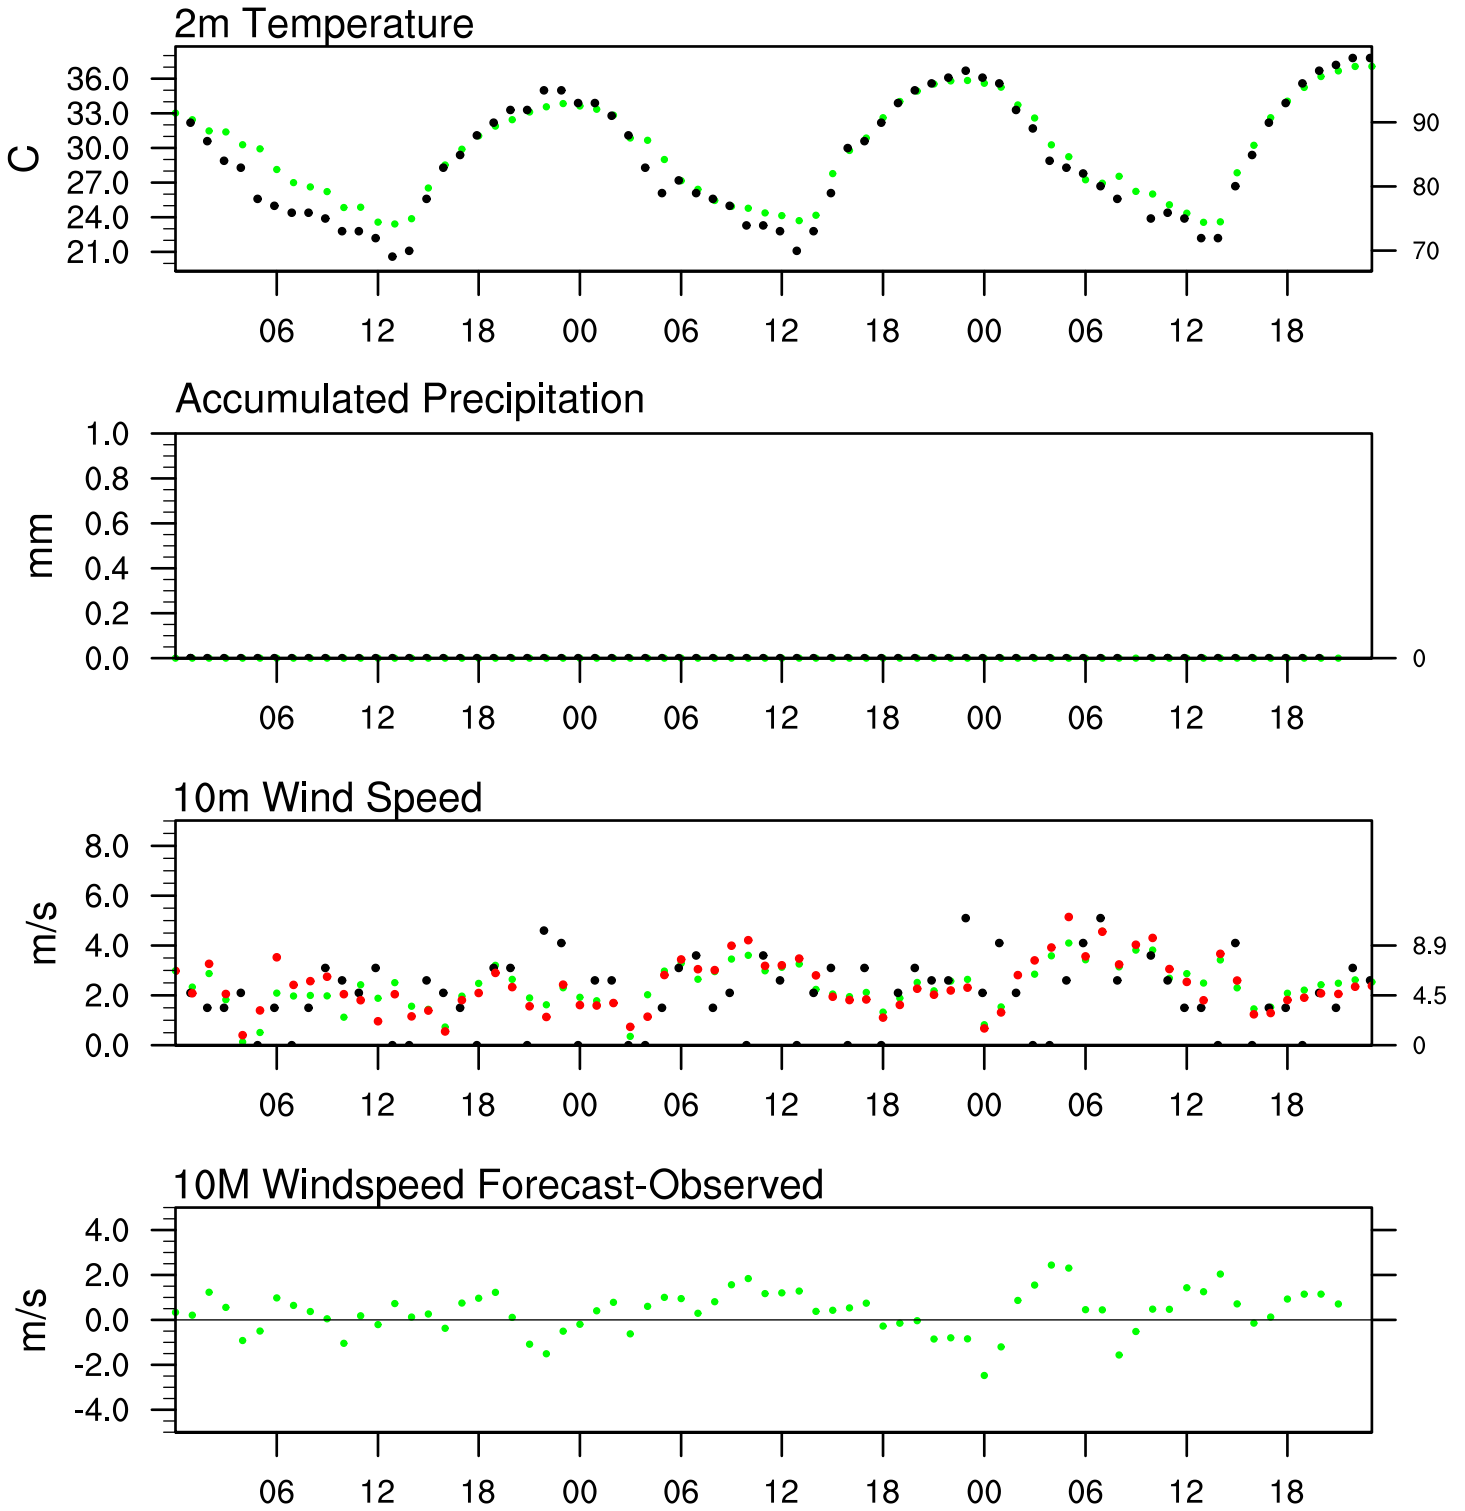 2m Temperature
36.0
33.0
30.0
27.0
24.0
21.0
C
90
80
70
06 12 18 00 06 12 18 00 06 12 18
Accumulated Precipitation
1.0
0.8
0.6
0.4
0.2
0.0
mm
0
06 12 18 00 06 12 18 00 06 12 18
10m Wind Speed
8.0
6.0
4.0
2.0
0.0
m/s
8.9
4.5
0
06 12 18 00 06 12 18 00 06 12 18
10M Windspeed Forecast-Observed
4.0
2.0
0.0
-2.0
-4.0
m/s
06 12 18 00 06 12 18 00 06 12 18